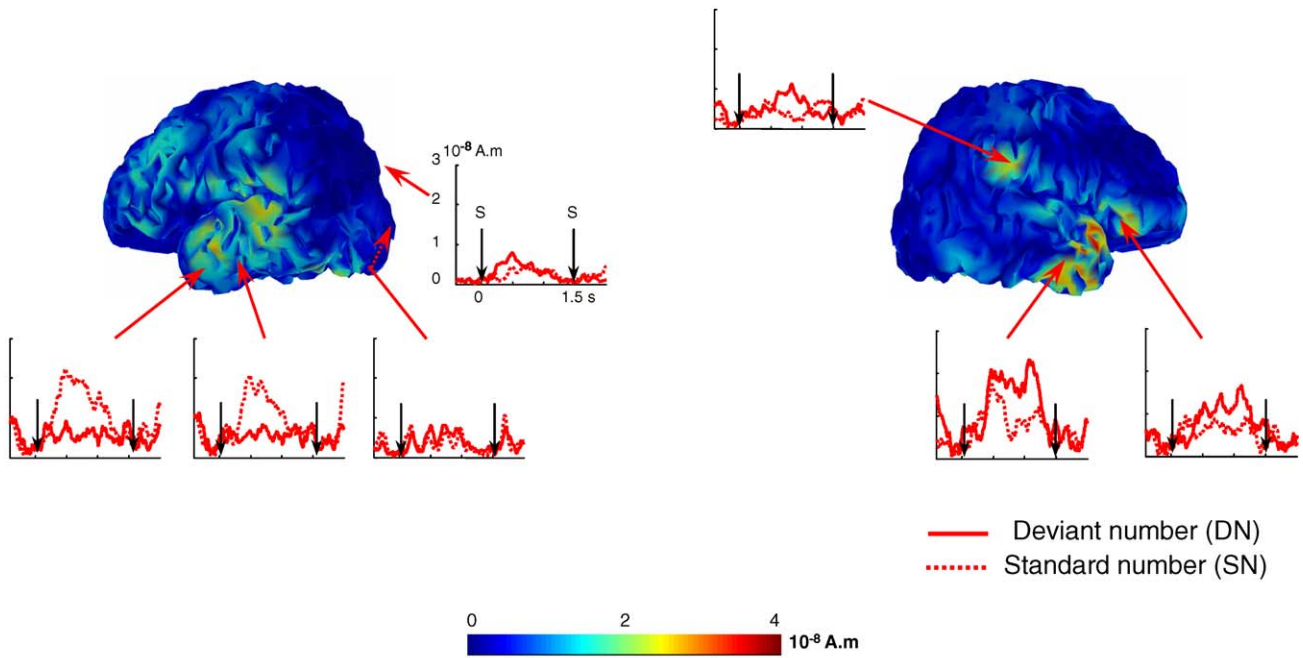 10-8 A.m
3
2
S S
1
0
0 1.5 s
Deviant number (DN)
Standard number (SN)
0 2 4
10-8 A.m